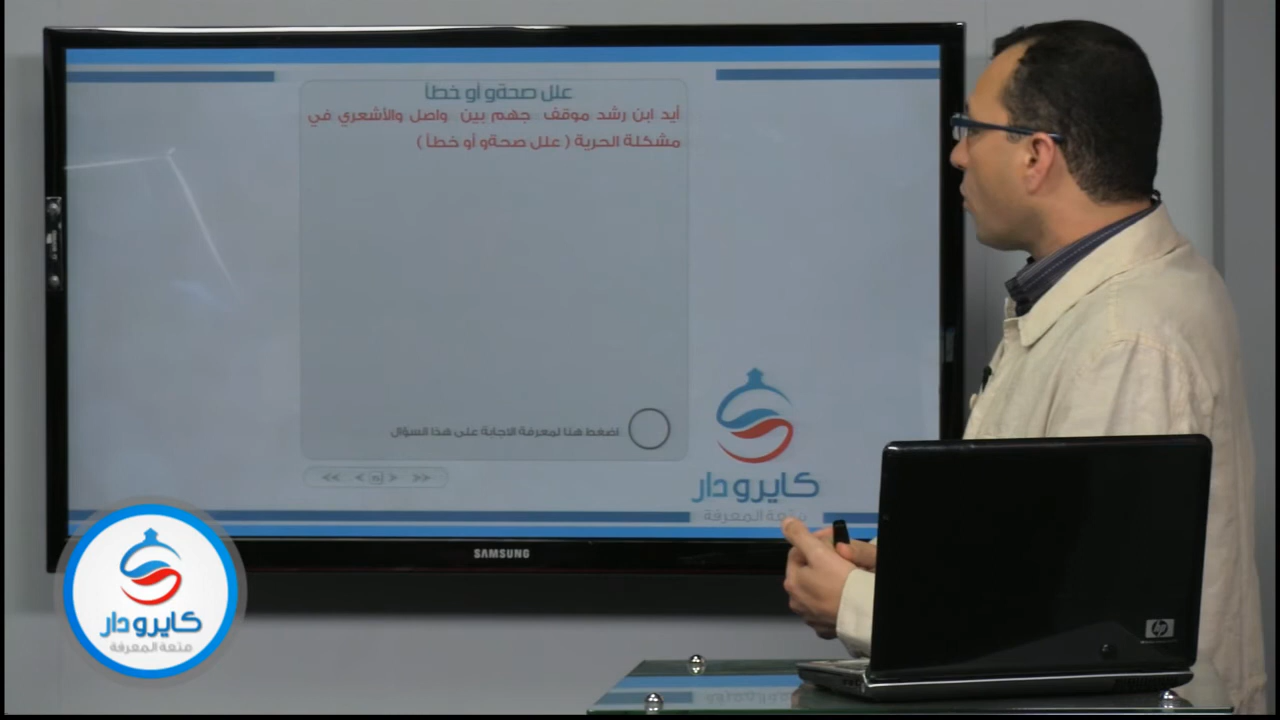 علل صحةو أو خطأ
أيد ابن رشد موقف جهم بين واصل والأشعري في
مشكلة الحرية ( علل صحةو أو خطأ )
اضغط هنا لمعرفة الاجابة على هذا السؤال
كايرو دار
متعة المعرفة
SAMSUNG
كايرو دار
متعة المعرفة
hp